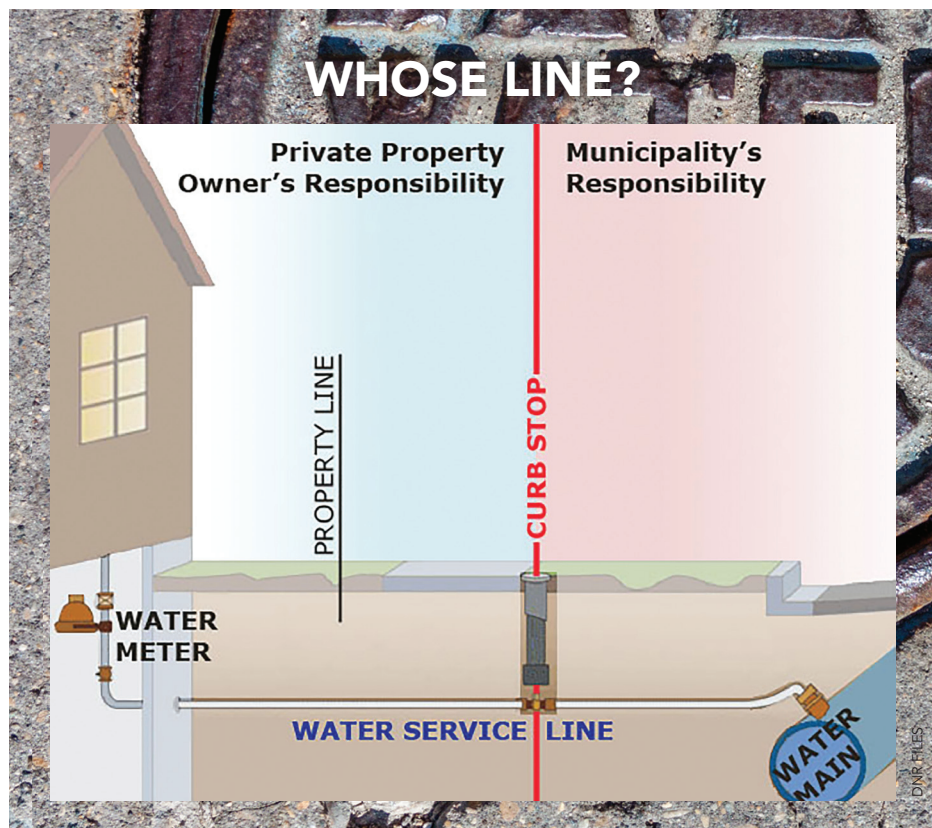 WHOSE LINE?
Private Property
Owner's Responsibility
Municipality's
Responsibility
PROPERTY LINE
CURB STOP
WATER
METER
WATER SERVICE LINE
WATER
MAIN
DNR FILES